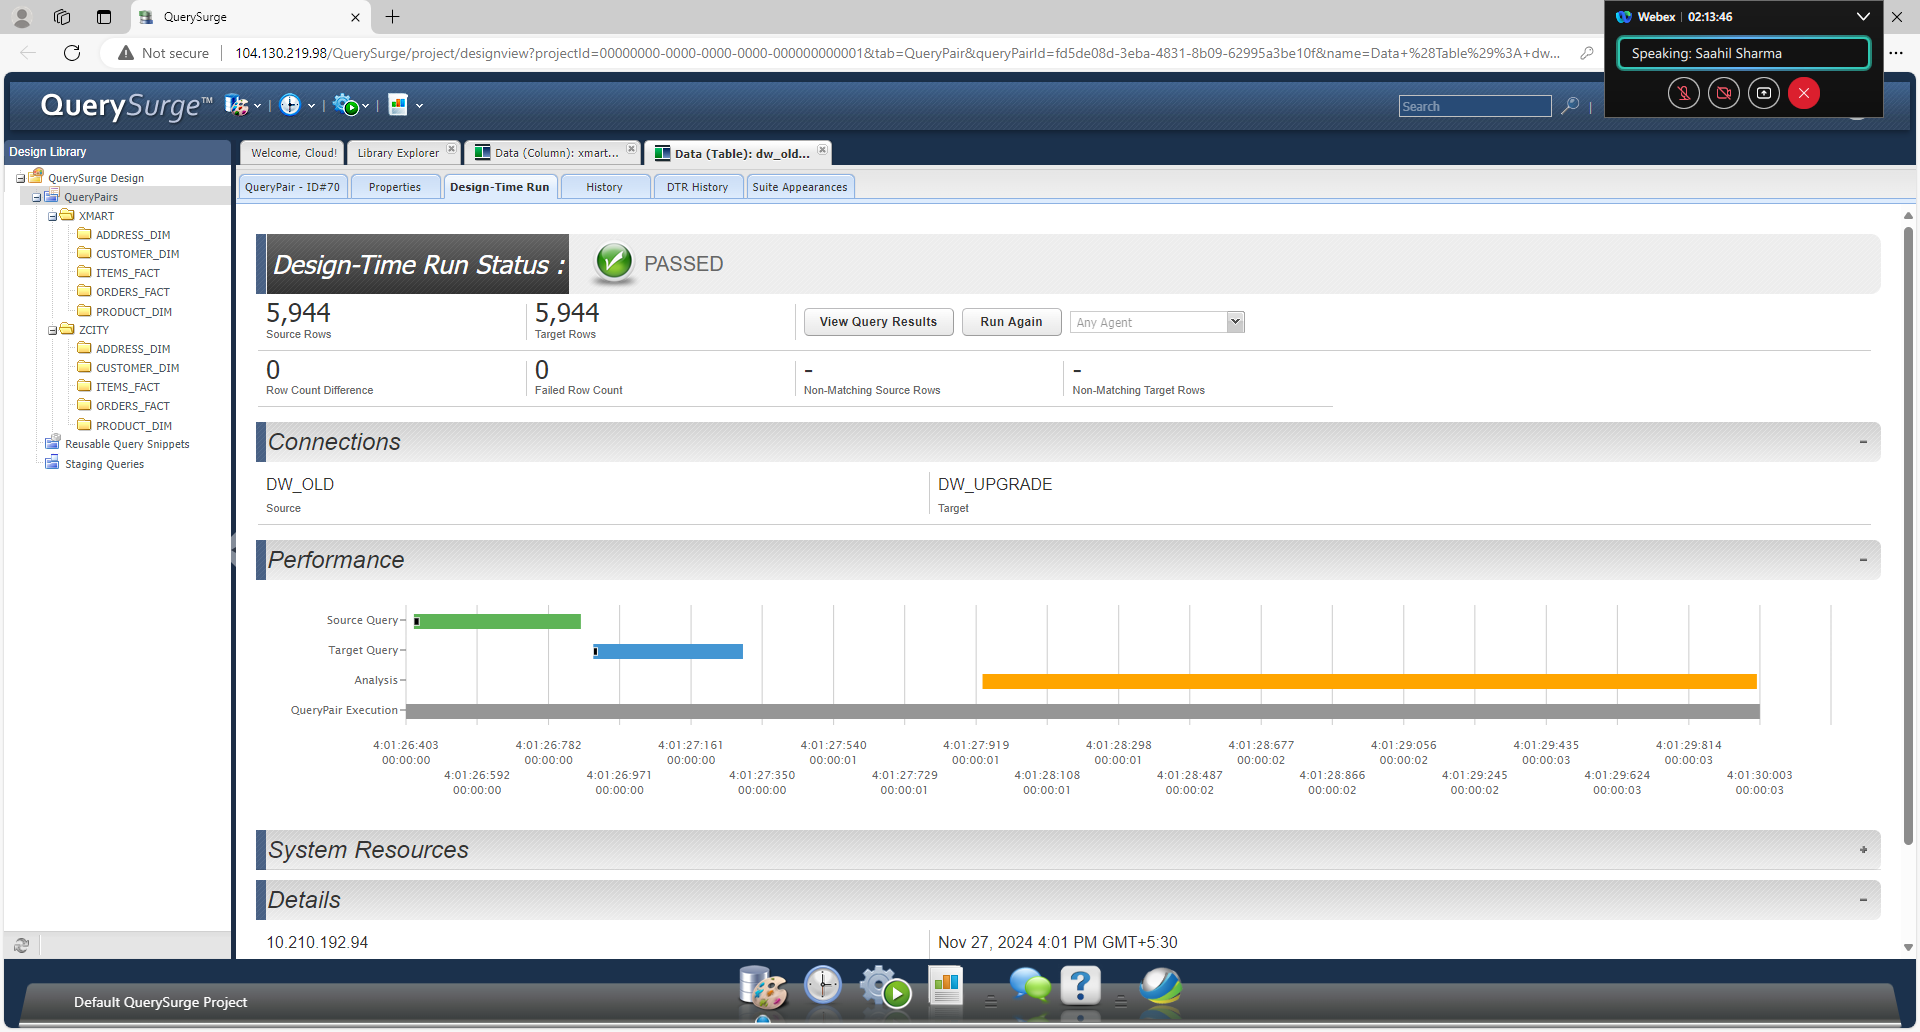 QuerySurge
Webex | 02:13:46
Not secure
104.130.219.98/QuerySurge/project/designview?projectId=00000000-0000-0000-0000-000000000001&tab=QueryPair&queryPairId=fd5de08d-3eba-4831-8b09-62995a3be10f&name=Data+%28Table%29%3A+dw...
Speaking: Saahil Sharma
QuerySurge™
Search
Design Library
Welcome, Cloud!
Library Explorer
Data (Column): xmart...
Data (Table): dw_old...
QuerySurge Design
QueryPairs
XMART
ADDRESS_DIM
CUSTOMER_DIM
ITEMS_FACT
ORDERS_FACT
PRODUCT_DIM
ZCITY
ADDRESS_DIM
CUSTOMER_DIM
ITEMS_FACT
ORDERS_FACT
PRODUCT_DIM
Reusable Query Snippets
Staging Queries
QueryPair - ID#70
Properties
Design-Time Run
History
DTR History
Suite Appearances
Design-Time Run Status :
PASSED
5,944
Source Rows
5,944
Target Rows
View Query Results
Run Again
Any Agent
0
Row Count Difference
0
Failed Row Count
-
Non-Matching Source Rows
-
Non-Matching Target Rows
Connections
DW_OLD
Source
DW_UPGRADE
Target
Performance
Source Query
Target Query
Analysis
QueryPair Execution
4:01:26:403 4:01:26:782 4:01:27:161 4:01:27:540 4:01:27:919 4:01:28:298 4:01:28:677 4:01:29:056 4:01:29:435 4:01:29:814
00:00:00 00:00:00 00:00:00 00:00:01 00:00:01 00:00:01 00:00:02 00:00:02 00:00:03 00:00:03
4:01:26:592 4:01:26:971 4:01:27:350 4:01:27:729 4:01:28:108 4:01:28:487 4:01:28:866 4:01:29:245 4:01:29:624 4:01:30:003
00:00:00 00:00:00 00:00:00 00:00:01 00:00:01 00:00:02 00:00:02 00:00:02 00:00:03 00:00:03
System Resources
Details
10.210.192.94
Nov 27, 2024 4:01 PM GMT+5:30
Default QuerySurge Project